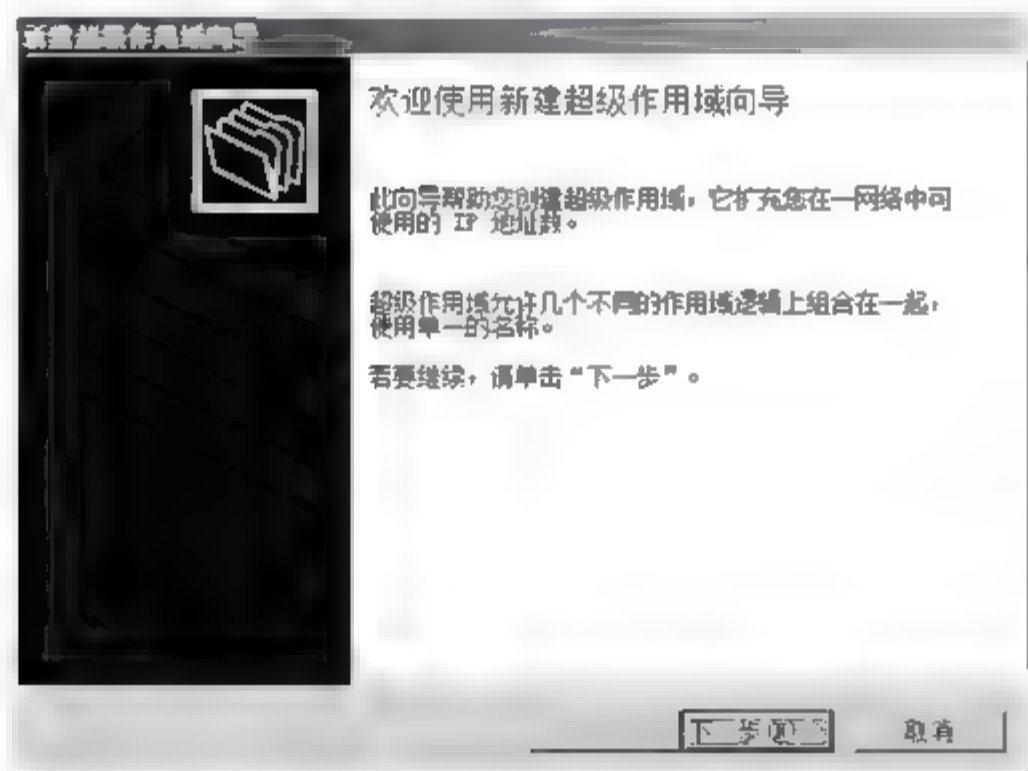 新建超级作用域向导
欢迎使用新建超级作用域向导
此向导帮助您创建超级作用域，它扩充您在一网络中可
使用的 IP 地址数。
超级作用域允许几个不同的作用域逻辑上组合在一起，
使用单一的名称。
若要继续，请单击“下一步”。
下一步(N) >
取消